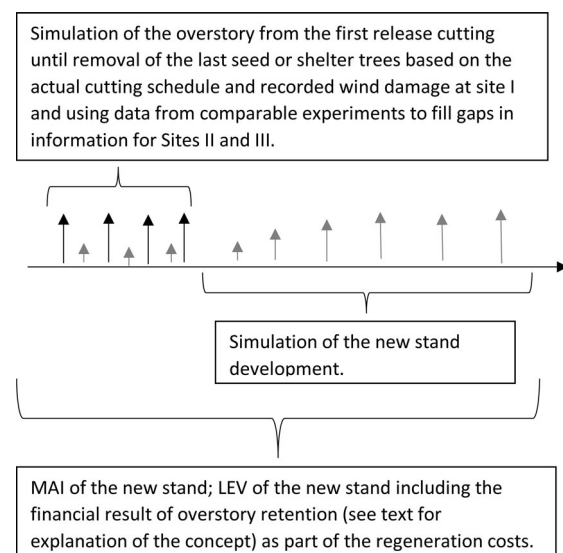 Simulation of the overstory from the first release cutting
until removal of the last seed or shelter trees based on the
actual cutting schedule and recorded wind damage at site I
and using data from comparable experiments to fill gaps in
information for Sites II and III.
Simulation of the new stand
development.
MAI of the new stand; LEV of the new stand including the
financial result of overstory retention (see text for
explanation of the concept) as part of the regeneration costs.